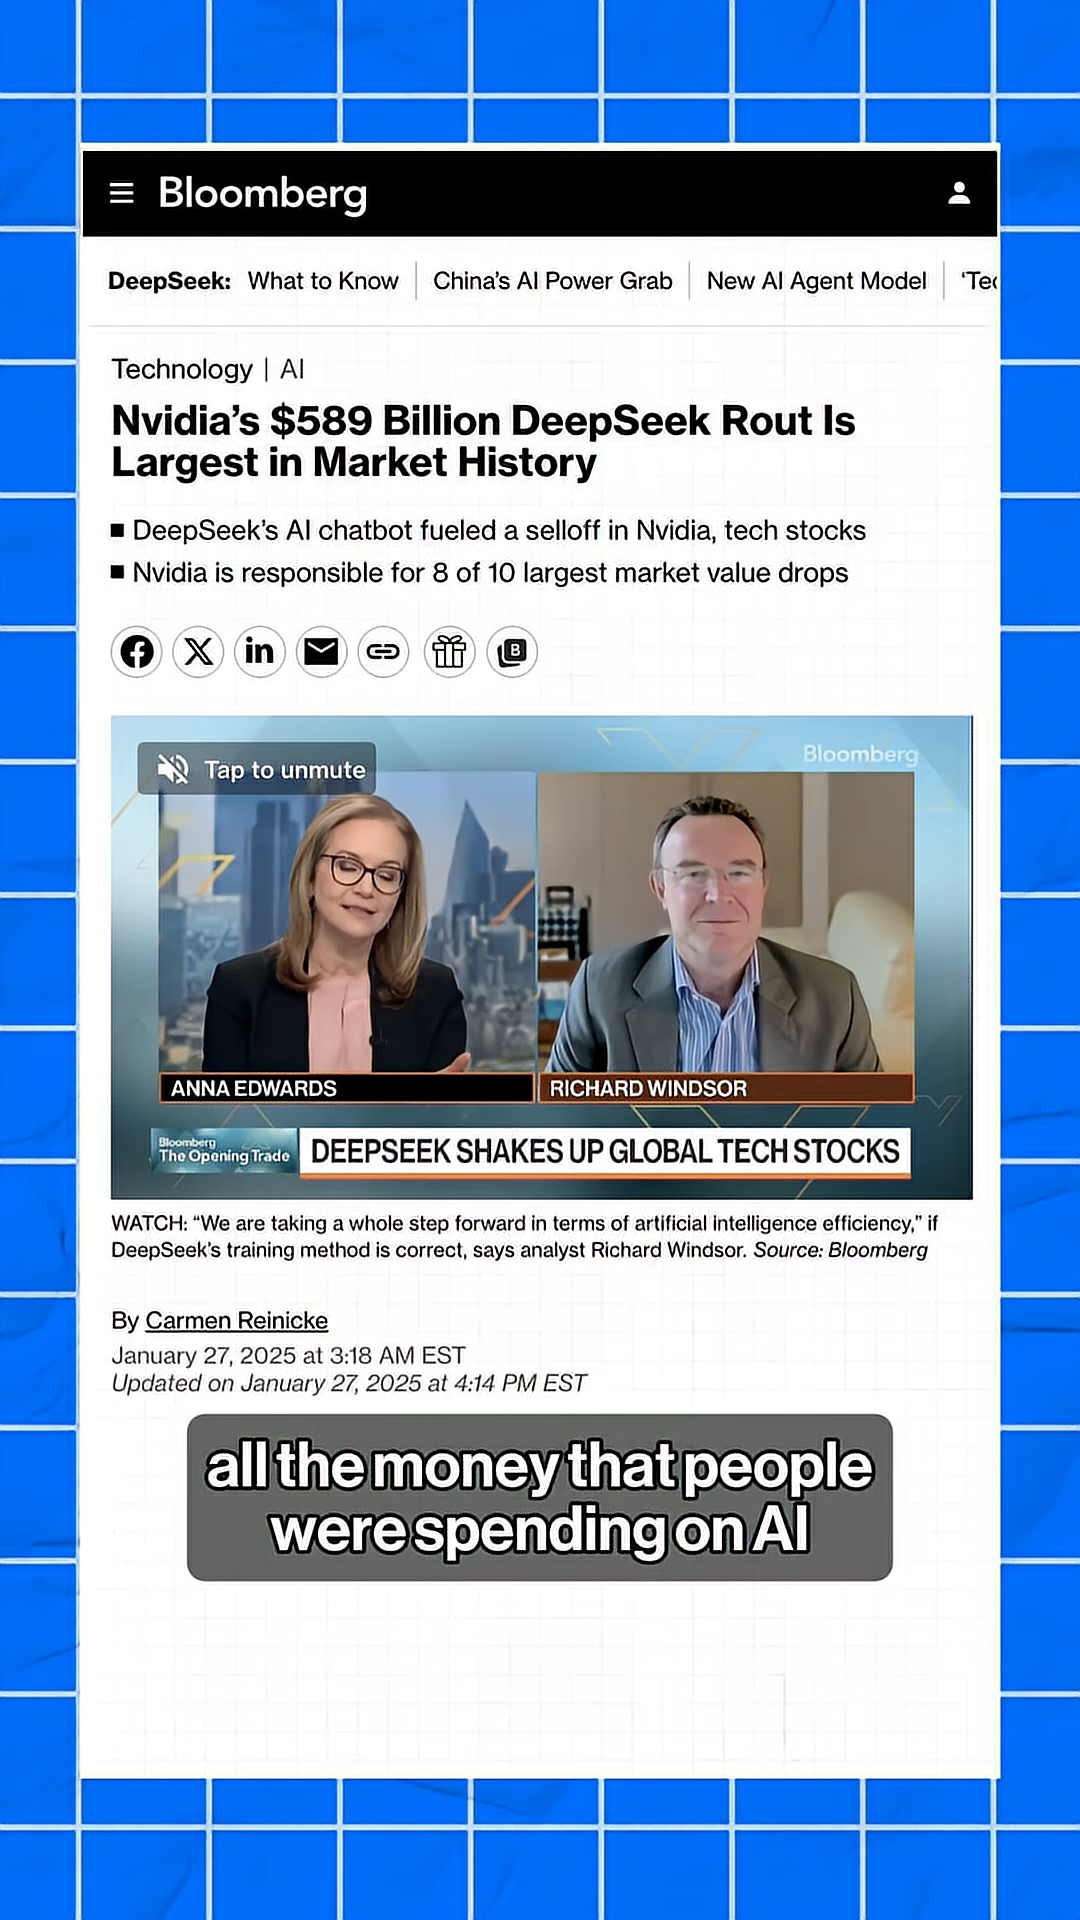 Bloomberg
DeepSeek: What to Know | China's AI Power Grab | New AI Agent Model | 'Tec
Technology | AI
Nvidia's $589 Billion DeepSeek Rout Is
Largest in Market History
■ DeepSeek's AI chatbot fueled a selloff in Nvidia, tech stocks
■ Nvidia is responsible for 8 of 10 largest market value drops
Tap to unmute
Bloomberg
ANNA EDWARDS
RICHARD WINDSOR
Bloomberg
The Opening Trade
DEEPSEEK SHAKES UP GLOBAL TECH STOCKS
WATCH: “We are taking a whole step forward in terms of artificial intelligence efficiency,” if
DeepSeek's training method is correct, says analyst Richard Windsor. Source: Bloomberg
By Carmen Reinicke
January 27, 2025 at 3:18 AM EST
Updated on January 27, 2025 at 4:14 PM EST
all the money that people
were spending on AI